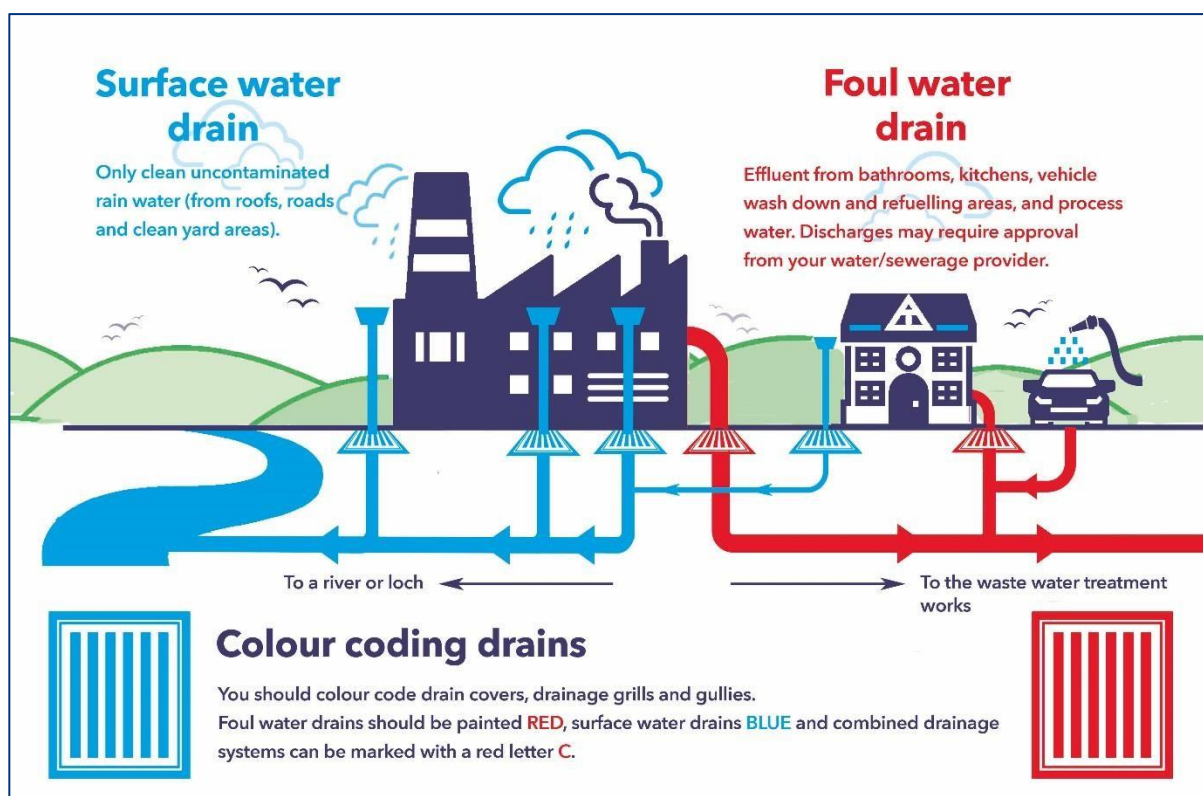 Surface water
drain
Only clean uncontaminated
rain water (from roofs, roads
and clean yard areas).
Foul water
drain
Effluent from bathrooms, kitchens, vehicle
wash down and refuelling areas, and process
water. Discharges may require approval
from your water/sewerage provider.
To a river or loch
To the waste water treatment
works
Colour coding drains
You should colour code drain covers, drainage grills and gullies.
Foul water drains should be painted RED, surface water drains BLUE and combined drainage
systems can be marked with a red letter C.